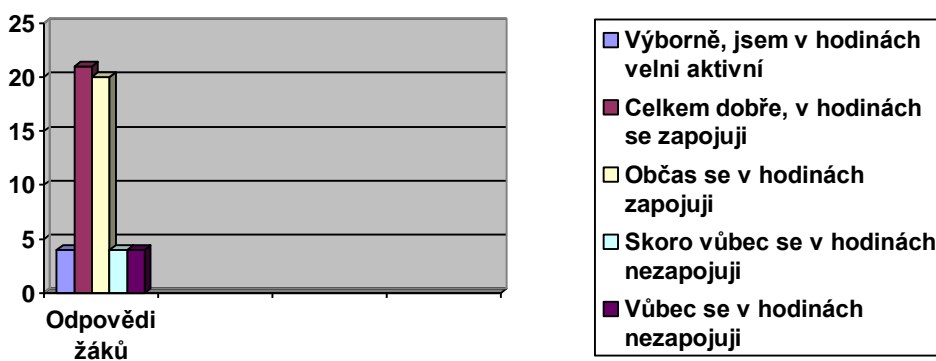 25
20
15
10
5
0
Odpovědi
žáků
Výborně, jsem v hodinách
velni aktivní
Celkem dobře, v hodinách
se zapojuji
Občas se v hodinách
zapojuji
Skoro vůbec se v hodinách
nezapojuji
Vůbec se v hodinách
nezapojuji